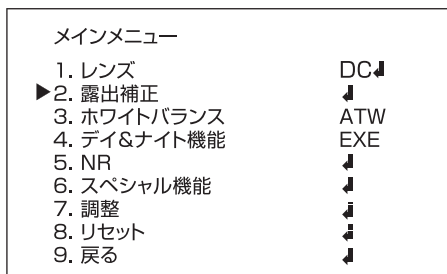 メインメニュー
1. レンズ DC↲
▶2. 露出補正 ↲
3. ホワイトバランス ATW
4. デイ&ナイト機能 EXE
5. NR ↲
6. スペシャル機能 ↲
7. 調整 ↲
8. リセット ↲
9. 戻る ↲